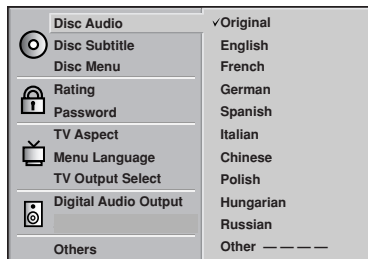 Disc Audio
Disc Subtitle
Disc Menu
Rating
Password
TV Aspect
Menu Language
TV Output Select
Digital Audio Output
Others
✓Original
English
French
German
Spanish
Italian
Chinese
Polish
Hungarian
Russian
Other — — — —